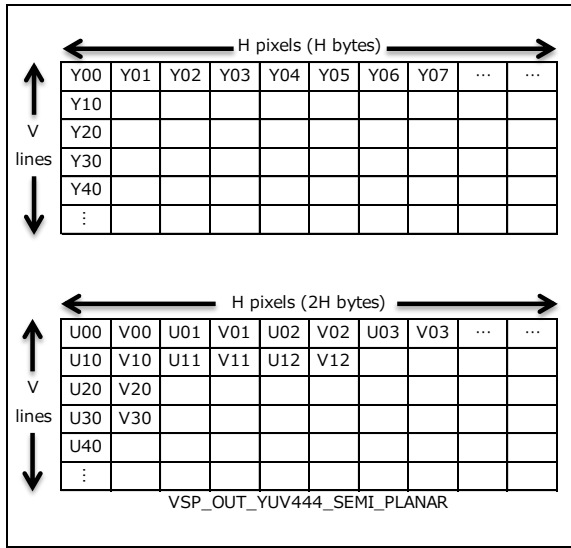 H pixels (H bytes)
Y00 Y01 Y02 Y03 Y04 Y05 Y06 Y07 … …
Y10
Y20
Y30
Y40
⋮
V
lines
H pixels (2H bytes)
U00 V00 U01 V01 U02 V02 U03 V03 … …
U10 V10 U11 V11 U12 V12
U20 V20
U30 V30
U40
⋮
V
lines
VSP_OUT_YUV444_SEMI_PLANAR